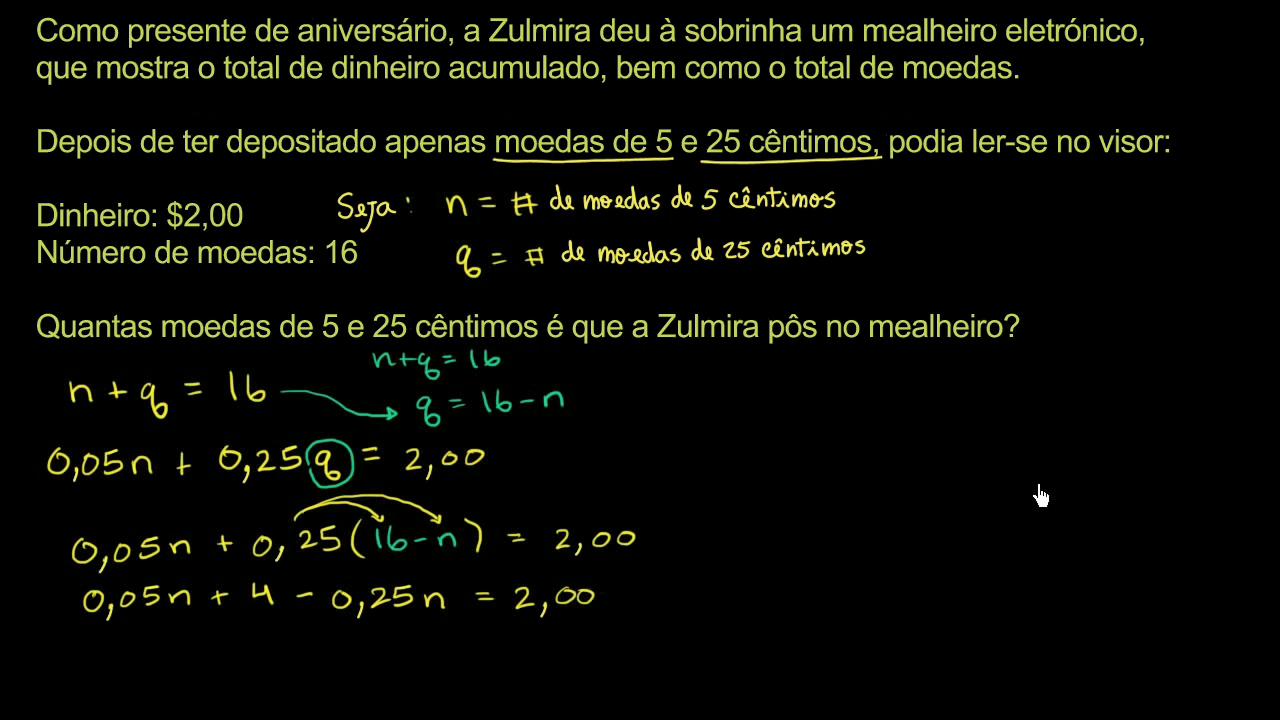 Como presente de aniversário, a Zulmira deu à sobrinha um mealheiro eletrónico,
que mostra o total de dinheiro acumulado, bem como o total de moedas.
Depois de ter depositado apenas moedas de 5 e 25 cêntimos, podia ler-se no visor:
Dinheiro: $2,00
Número de moedas: 16
Seja: n = # de moedas de 5 cêntimos
q = # de moedas de 25 cêntimos
Quantas moedas de 5 e 25 cêntimos é que a Zulmira pôs no mealheiro?
n + q = 16
n + q = 16
q = 16 - n
0,05n + 0,25q = 2,00
0,05n + 0,25(16 - n) = 2,00
0,05n + 4 - 0,25n = 2,00